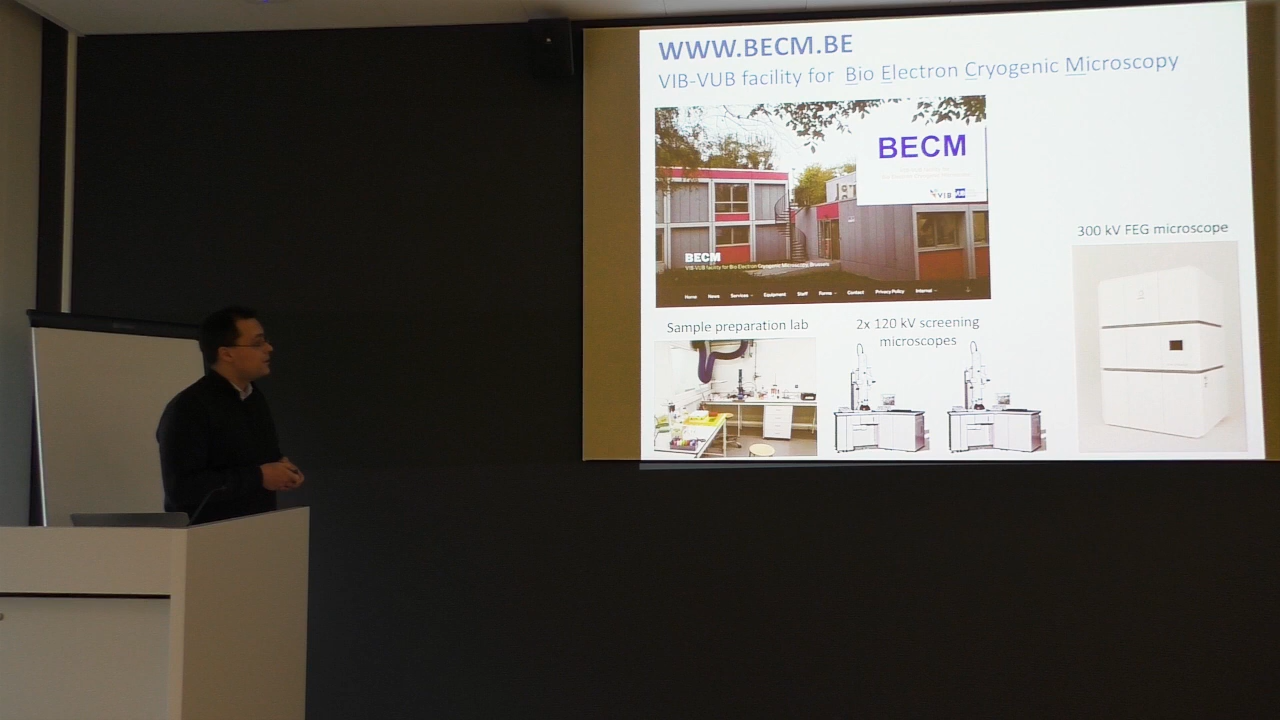 WWW.BECM.BE
VIB-VUB facility for Bio Electron Cryogenic Microscopy
BECM
VIB
BECM
VIB-VUB facility for Bio Electron Cryogenic Microscopy, Brussels
Home News Services Equipment Staff Forms Contact Privacy Policy Internal
300 kV FEG microscope
Sample preparation lab
2x 120 kV screening
microscopes